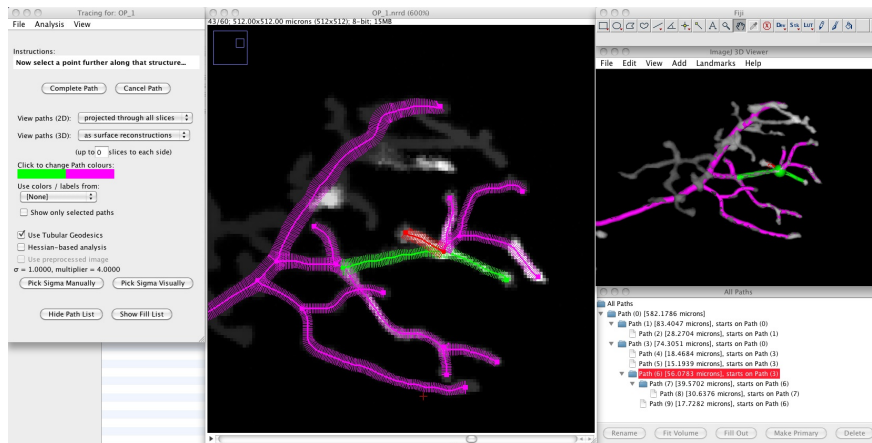 Tracing for: OP_1
File Analysis View
Instructions:
Now select a point further along that structure...
Complete Path Cancel Path
View paths (2D): projected through all slices
View paths (3D): as surface reconstructions
(up to 0 slices to each side)
Click to change Path colours:
Use colors / labels from:
[None]
Show only selected paths
Use Tubular Geodesics
Hessian-based analysis
Use preprocessed image
σ = 1.0000, multiplier = 4.0000
Pick Sigma Manually Pick Sigma Visually
Hide Path List Show Fill List
OP_1.nrrd (600%)
43/60; 512.00x512.00 microns (512x512); 8-bit; 15MB
Fiji
A Dev Stk LUT
ImageJ 3D Viewer
File Edit View Add Landmarks Help
All Paths
All Paths
Path (0) [582.1786 microns]
Path (1) [83.4047 microns], starts on Path (0)
Path (2) [28.2704 microns], starts on Path (1)
Path (3) [74.3051 microns], starts on Path (0)
Path (4) [18.4684 microns], starts on Path (3)
Path (5) [15.1939 microns], starts on Path (3)
Path (6) [56.0783 microns], starts on Path (3)
Path (7) [39.5702 microns], starts on Path (6)
Path (8) [30.6376 microns], starts on Path (7)
Path (9) [17.7282 microns], starts on Path (6)
Rename Fit Volume Fill Out Make Primary Delete